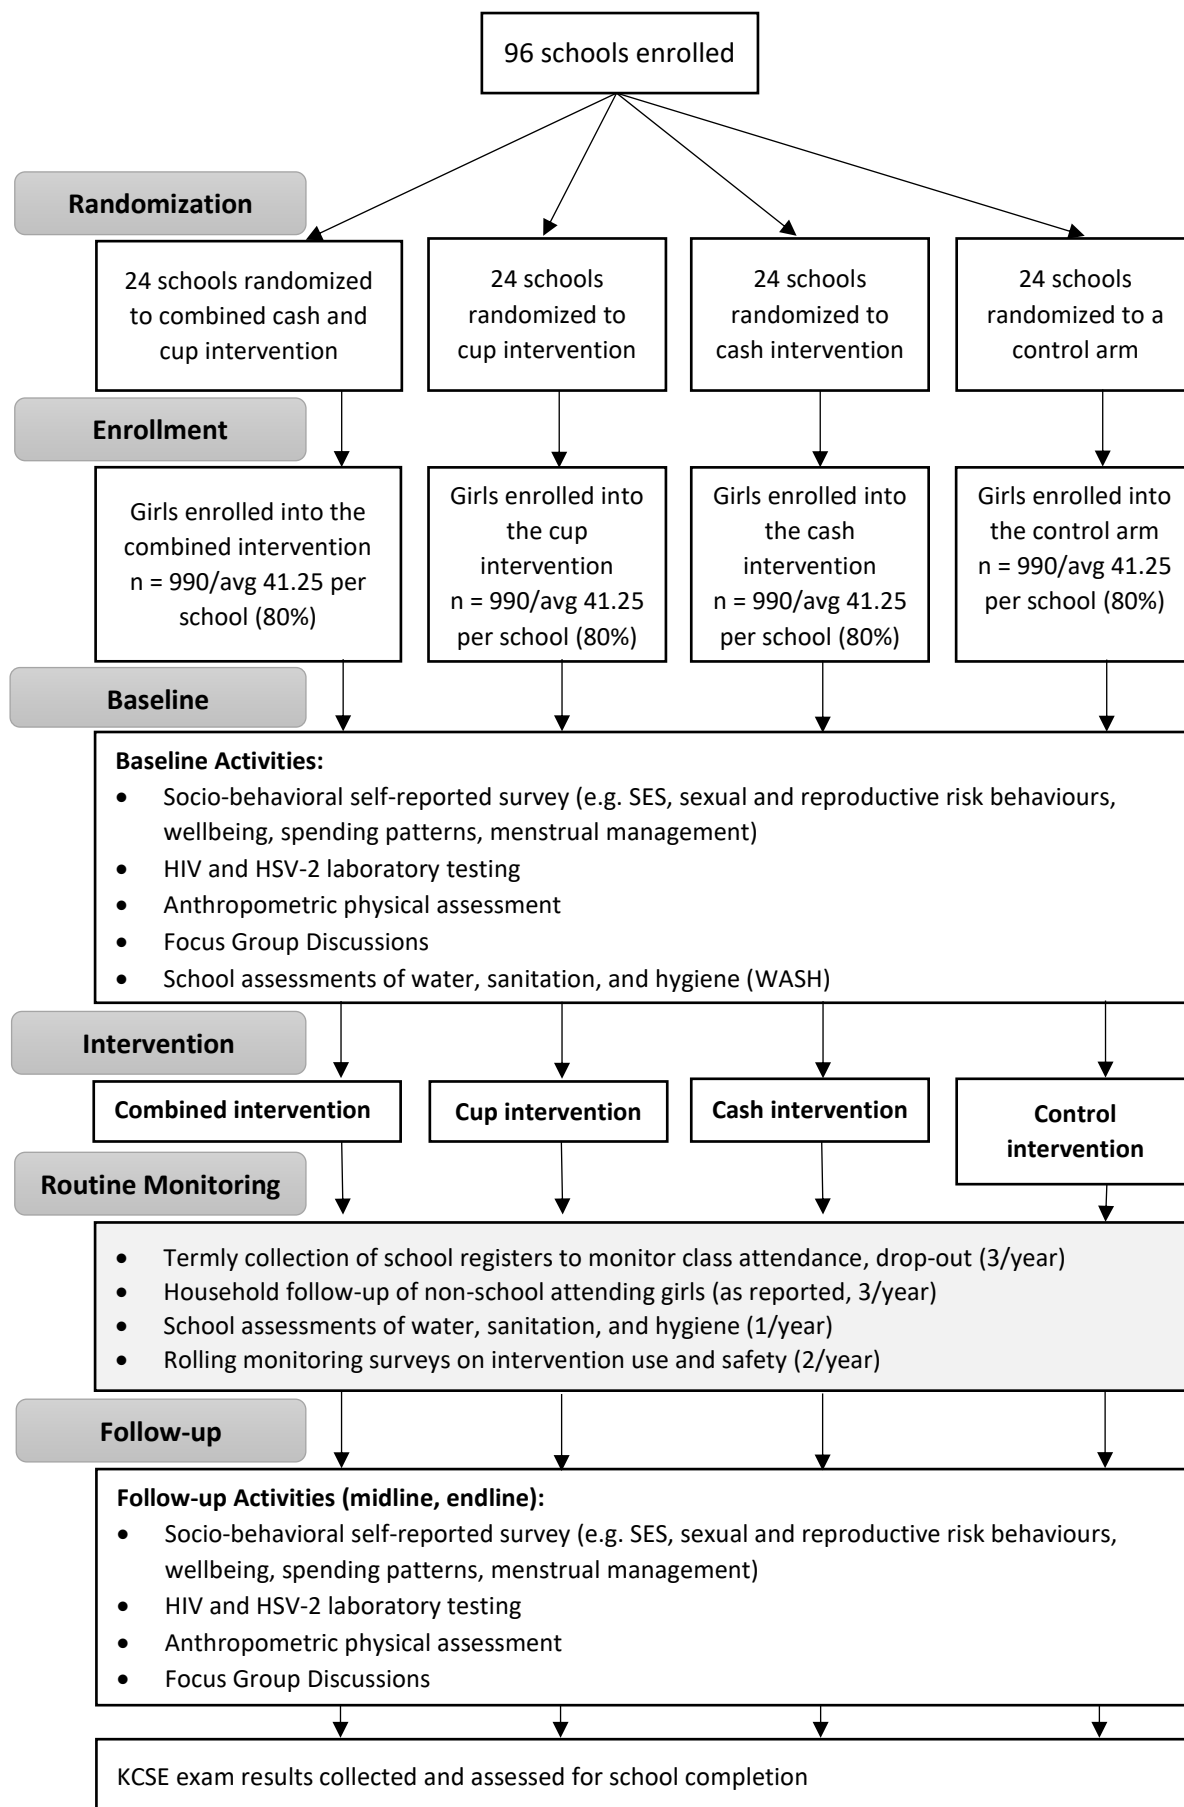 96 schools enrolled
Randomization
24 schools randomized
to combined cash and
cup intervention
24 schools
randomized to
cup intervention
24 schools
randomized to
cash intervention
24 schools
randomized to a
control arm
Enrollment
Girls enrolled into the
combined intervention
n = 990/avg 41.25 per
school (80%)
Girls enrolled into
the cup
intervention
n = 990/avg 41.25
per school (80%)
Girls enrolled into
the cash
intervention
n = 990/avg 41.25
per school (80%)
Girls enrolled into
the control arm
n = 990/avg 41.25
per school (80%)
Baseline
Baseline Activities:
• Socio-behavioral self-reported survey (e.g. SES, sexual and reproductive risk behaviours,
wellbeing, spending patterns, menstrual management)
• HIV and HSV-2 laboratory testing
• Anthropometric physical assessment
• Focus Group Discussions
• School assessments of water, sanitation, and hygiene (WASH)
Intervention
Combined intervention
Cup intervention
Cash intervention
Control
intervention
Routine Monitoring
• Termly collection of school registers to monitor class attendance, drop-out (3/year)
• Household follow-up of non-school attending girls (as reported, 3/year)
• School assessments of water, sanitation, and hygiene (1/year)
• Rolling monitoring surveys on intervention use and safety (2/year)
Follow-up
Follow-up Activities (midline, endline):
• Socio-behavioral self-reported survey (e.g. SES, sexual and reproductive risk behaviours,
wellbeing, spending patterns, menstrual management)
• HIV and HSV-2 laboratory testing
• Anthropometric physical assessment
• Focus Group Discussions
KCSE exam results collected and assessed for school completion